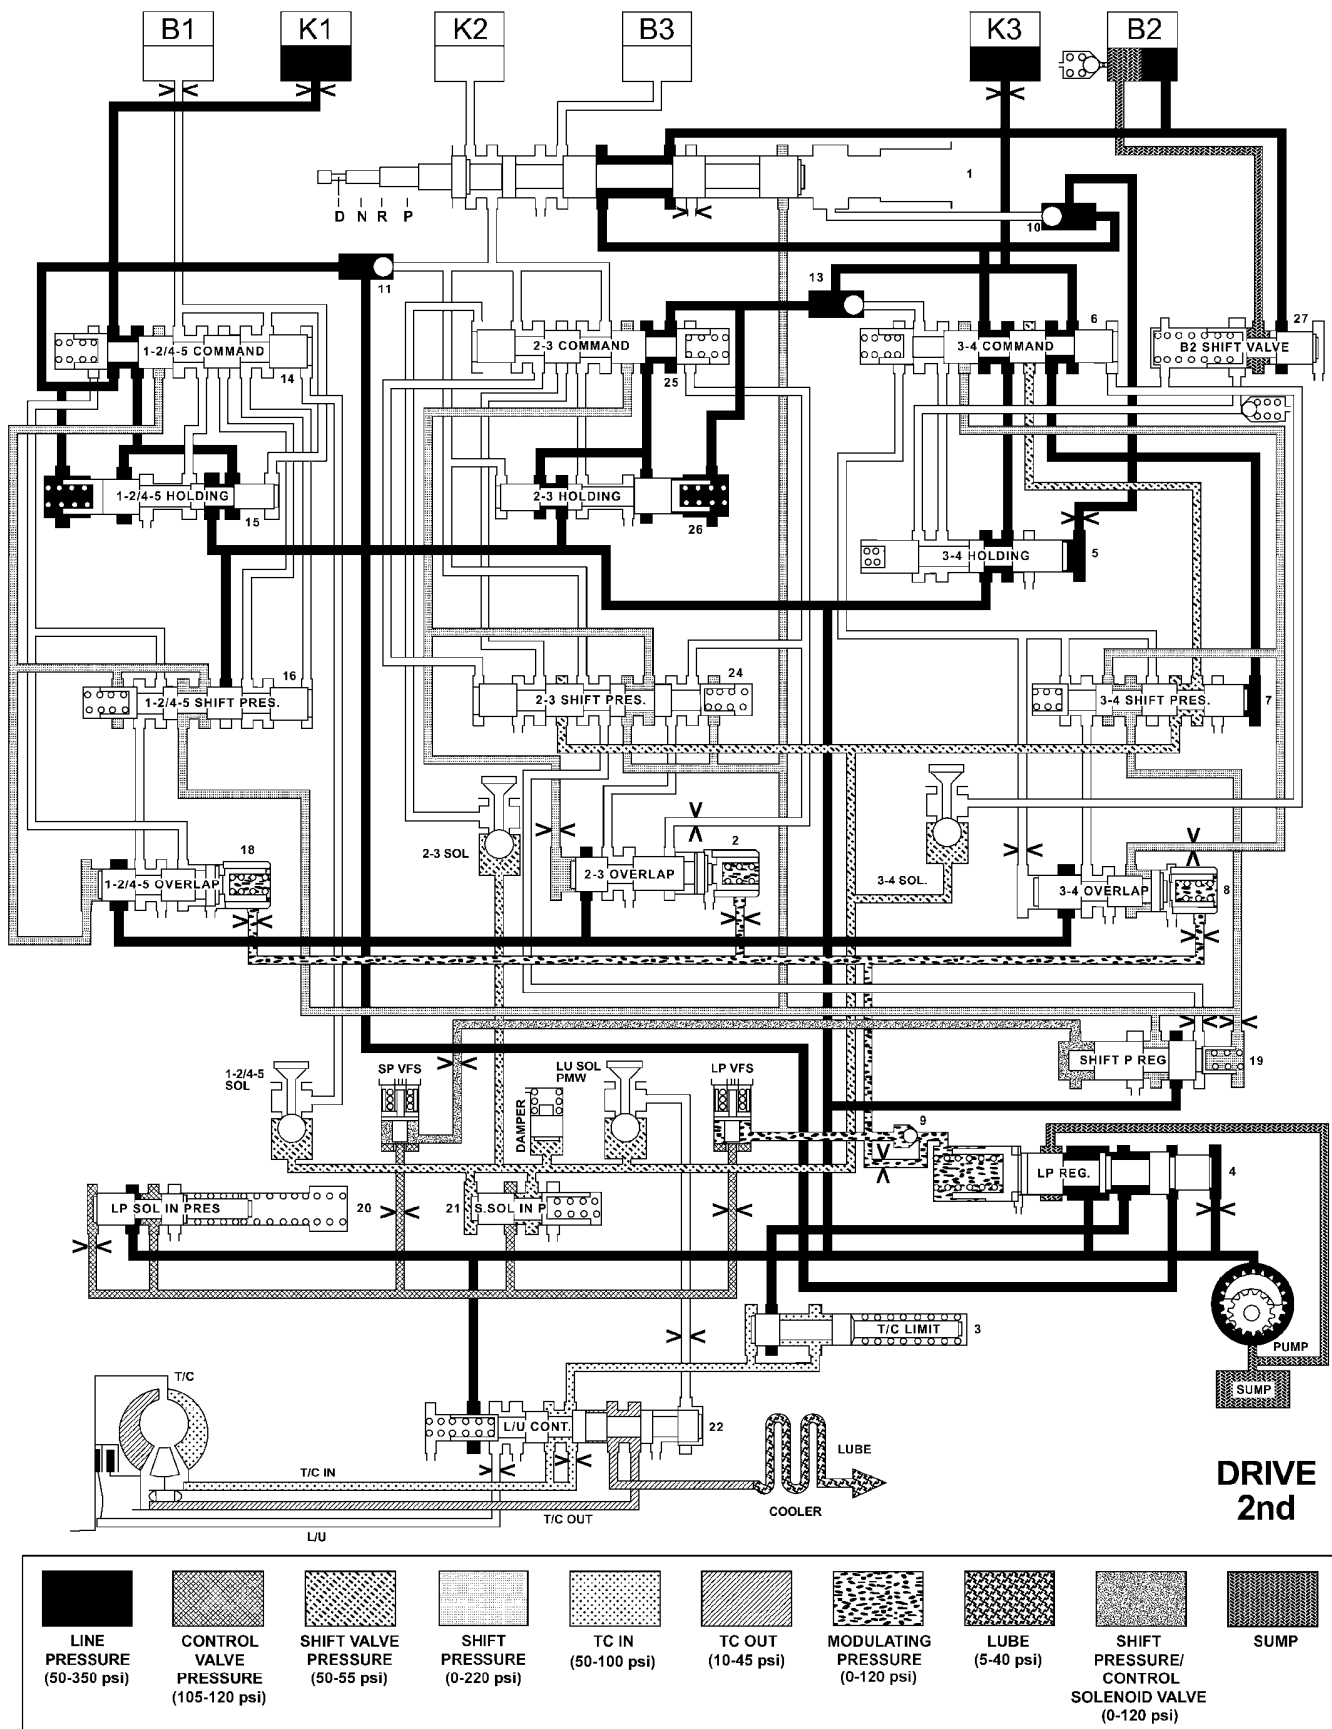 B1
K1
K2
B3
K3
B2
1
D N R P
10
11
13
6
27
1-2/4-5 COMMAND
14
2-3 COMMAND
25
3-4 COMMAND
B2 SHIFT VALVE
1-2/4-5 HOLDING
15
2-3 HOLDING
26
3-4 HOLDING
5
16
1-2/4-5 SHIFT PRES.
24
2-3 SHIFT PRES.
3-4 SHIFT PRES.
7
2-3 SOL
18
1-2/4-5 OVERLAP
2
2-3 OVERLAP
3-4 SOL.
3-4 OVERLAP
8
SHIFT P REG
19
1-2/4-5
SOL
SP VFS
LU SOL
PMW
LP VFS
DAMPER
9
LP REG.
4
LP SOL IN PRES
20
21
S.SOL IN P
T/C LIMIT
3
PUMP
SUMP
T/C
L/U CONT.
22
T/C IN
T/C OUT
L/U
LUBE
COOLER
DRIVE
2nd
LINE
PRESSURE
(50-350 psi)
CONTROL
VALVE
PRESSURE
(105-120 psi)
SHIFT VALVE
PRESSURE
(50-55 psi)
SHIFT
PRESSURE
(0-220 psi)
TC IN
(50-100 psi)
TC OUT
(10-45 psi)
MODULATING
PRESSURE
(0-120 psi)
LUBE
(5-40 psi)
SHIFT
PRESSURE/
CONTROL
SOLENOID VALVE
(0-120 psi)
SUMP